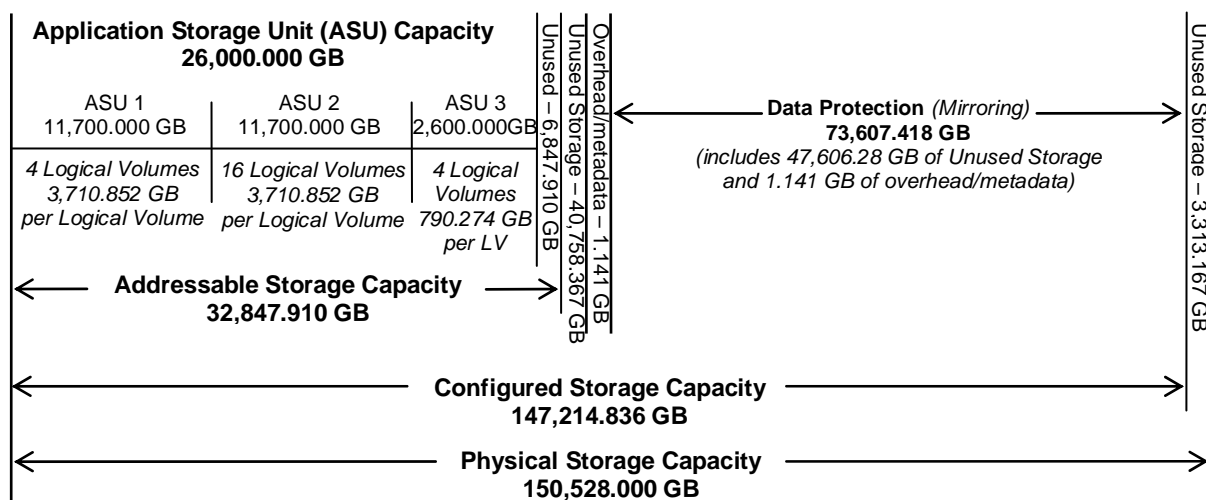 Application Storage Unit (ASU) Capacity
26,000.000 GB
ASU 1
11,700.000 GB
ASU 2
11,700.000 GB
ASU 3
2,600.000GB
4 Logical Volumes
3,710.852 GB
per Logical Volume
16 Logical Volumes
3,710.852 GB
per Logical Volume
4 Logical
Volumes
790.274 GB
per LV
Unused – 6,847.910 GB
Unused Storage – 40,758.367 GB
Overhead/metadata – 1.141 GB
Data Protection (Mirroring)
73,607.418 GB
(includes 47,606.28 GB of Unused Storage
and 1.141 GB of overhead/metadata)
Unused Storage – 3,313.167 GB
Addressable Storage Capacity
32,847.910 GB
Configured Storage Capacity
147,214.836 GB
Physical Storage Capacity
150,528.000 GB